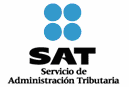 SAT
Servicio de
Administración Tributaria